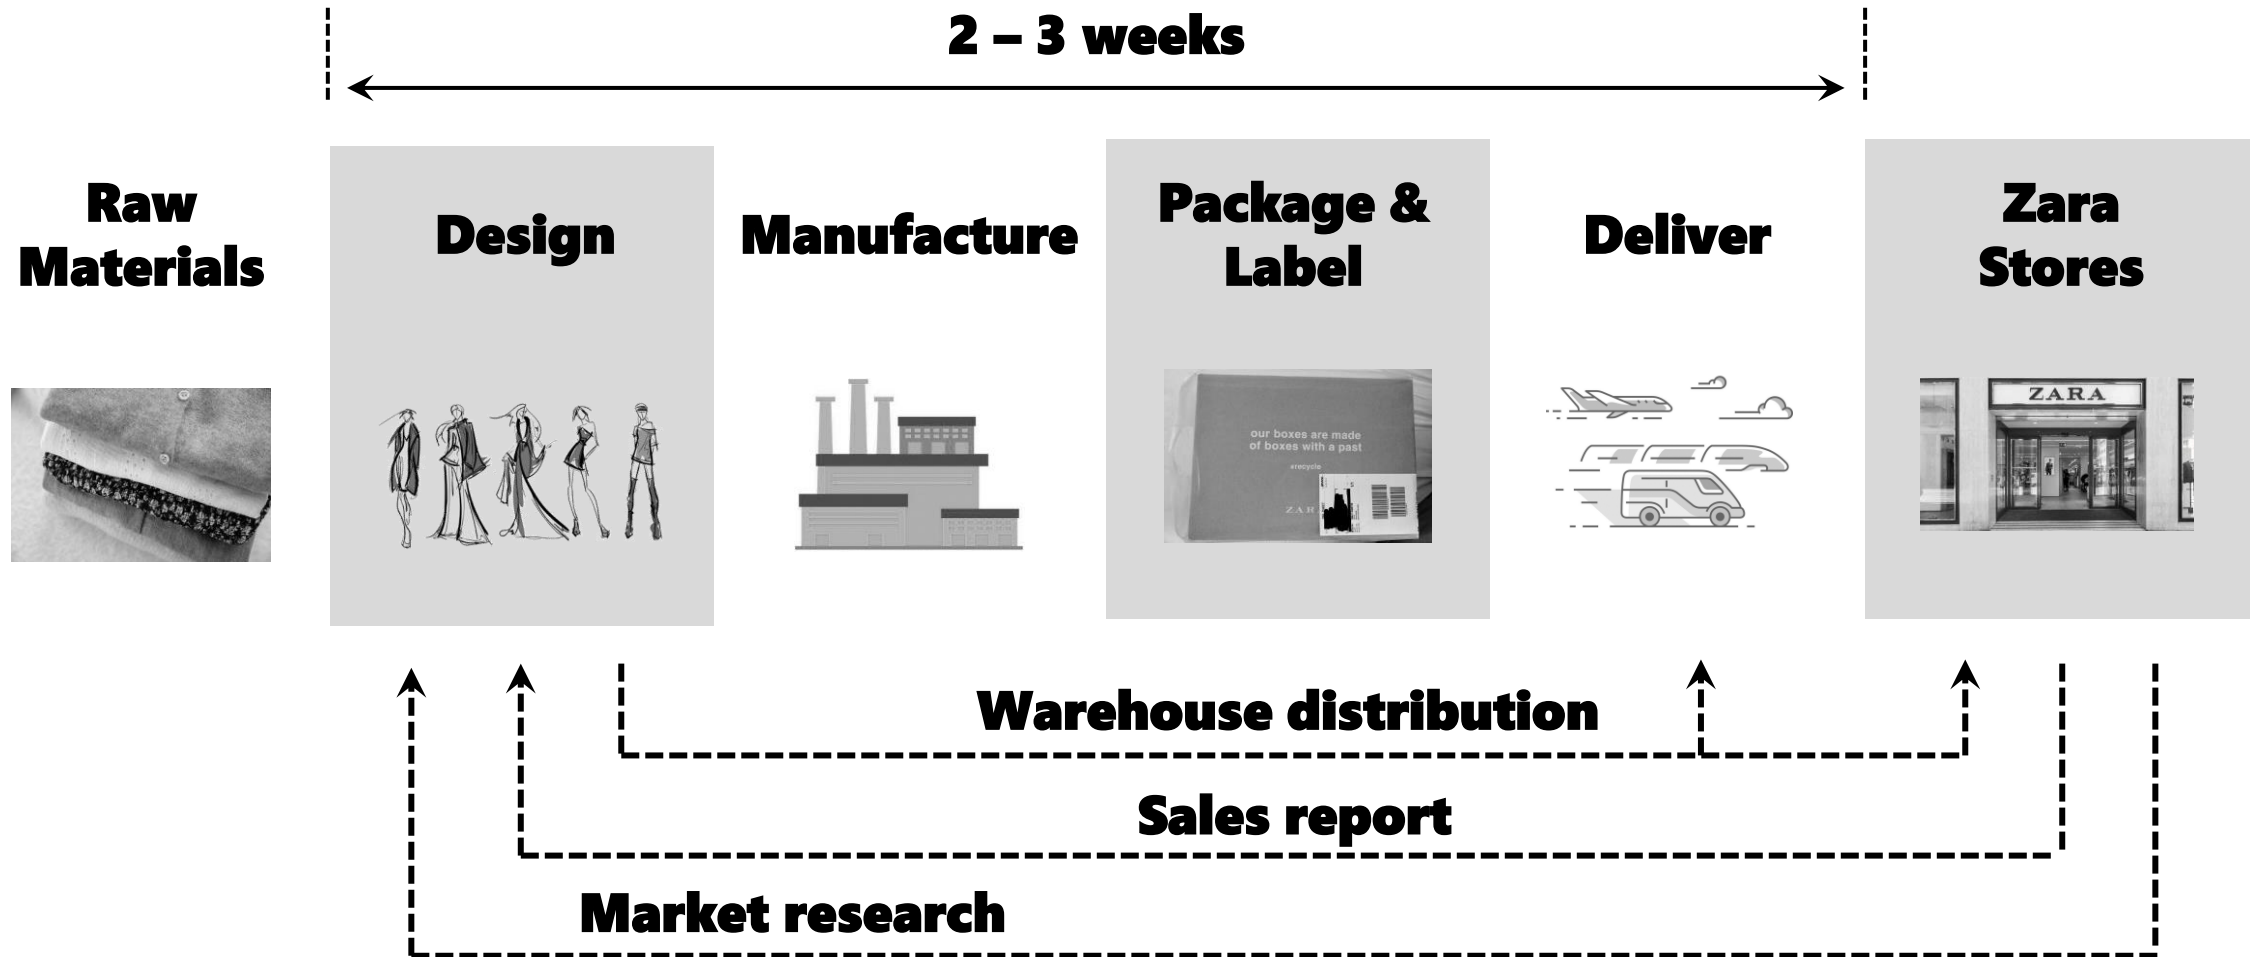 2 – 3 weeks
Raw
Materials
Design
Manufacture
Package &
Label
Deliver
Zara
Stores
our boxes are made
of boxes with a past
ZAR
ZARA
Warehouse distribution
Sales report
Market research